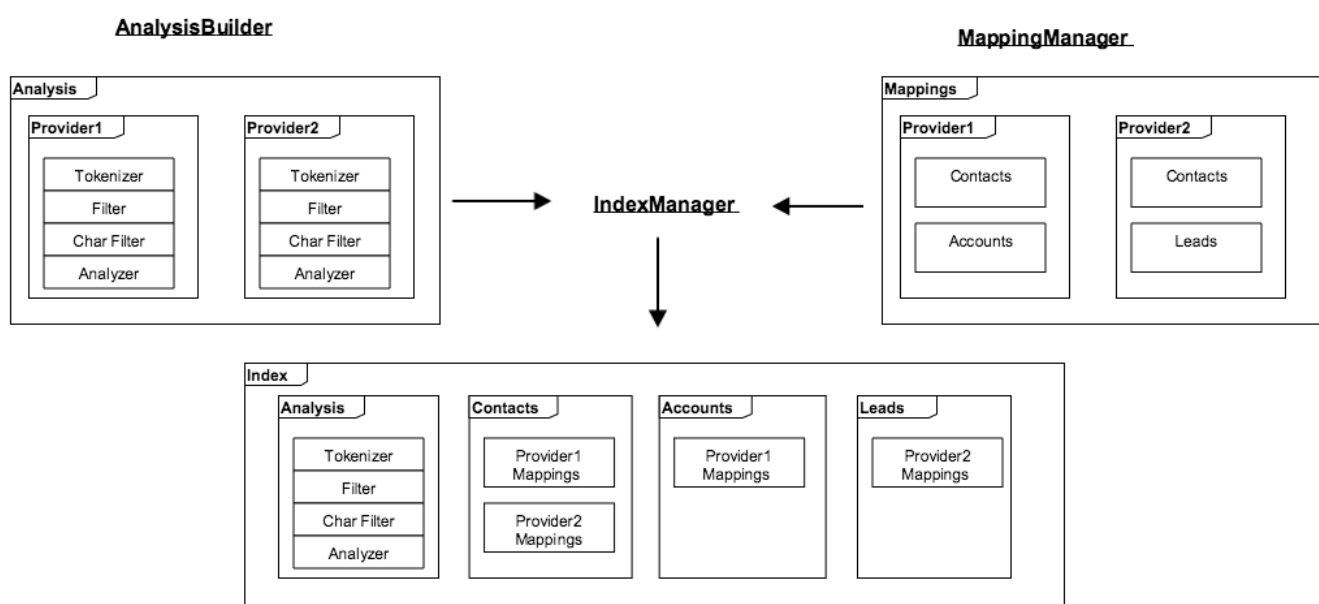 AnalysisBuilder
MappingManager
Analysis
Provider1
Tokenizer
Filter
Char Filter
Analyzer
Provider2
Tokenizer
Filter
Char Filter
Analyzer
IndexManager
Mappings
Provider1
Contacts
Accounts
Provider2
Contacts
Leads
Index
Analysis
Tokenizer
Filter
Char Filter
Analyzer
Contacts
Provider1
Mappings
Provider2
Mappings
Accounts
Provider1
Mappings
Leads
Provider2
Mappings